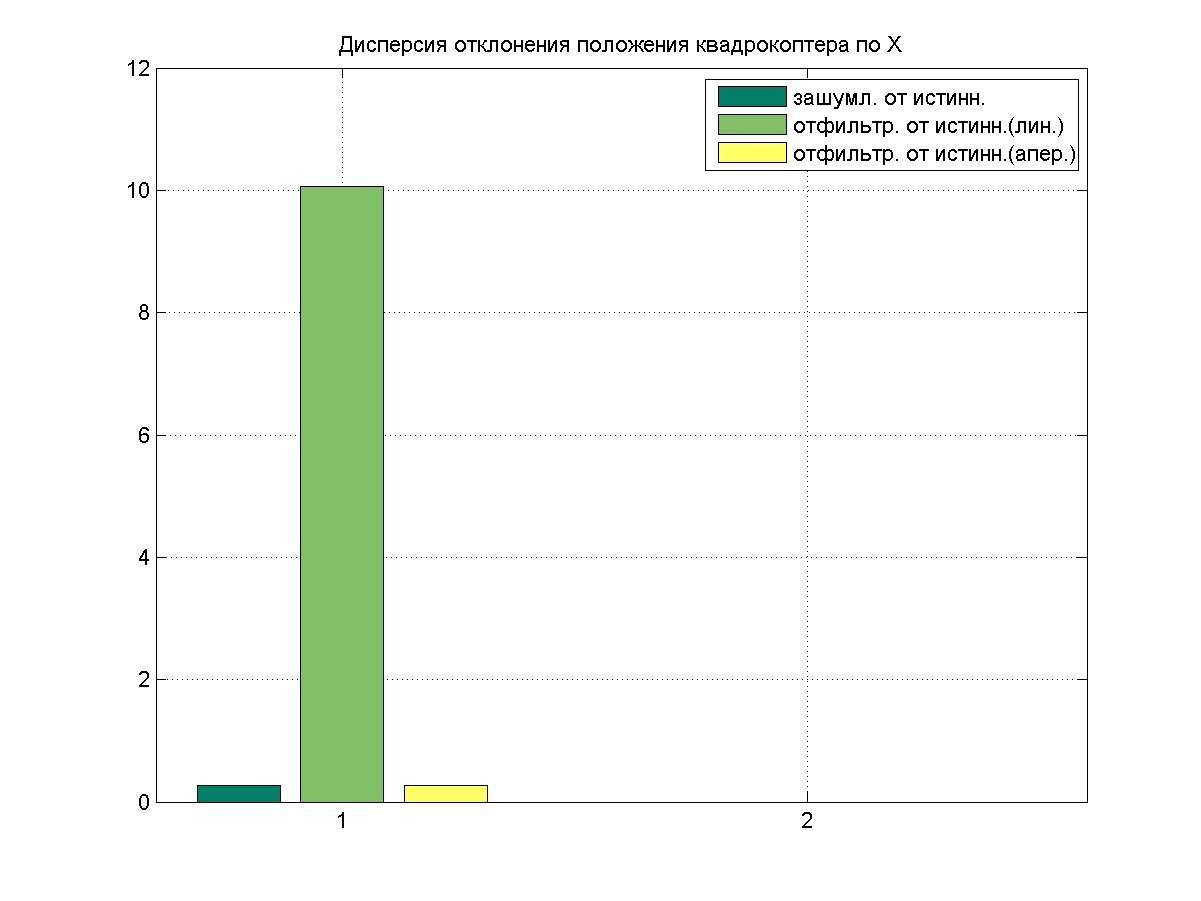 Дисперсия отклонения положения квадрокоптера по X
12
зашумл. от истинн.
отфильтр. от истинн.(лин.)
отфильтр. от истинн.(апер.)
10
8
6
4
2
0
1 2